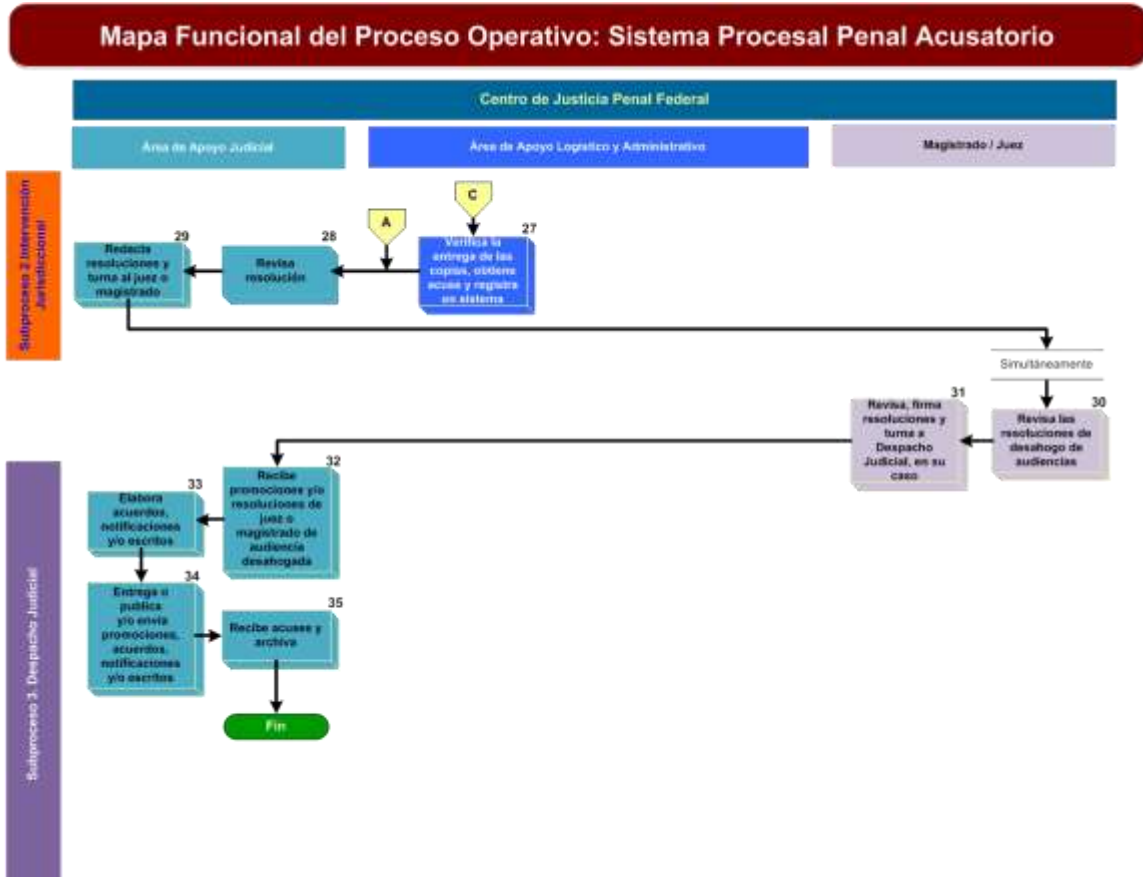 Mapa Funcional del Proceso Operativo: Sistema Procesal Penal Acusatorio
Centro de Justicia Penal Federal
Área de Apoyo Judicial
Área de Apoyo Logístico y Administrativo
Magistrado / Juez
Subproceso 2 Intervención
Jurisdiccional
C
A
27
Verifica la
entrega de las
copias, obtiene
acuse y registra
en sistema
28
Revisa
resolución
29
Redacta
resoluciones y
turna al juez o
magistrado
Simultáneamente
30
Revisa las
resoluciones de
desahogo de
audiencias
31
Revisa, firma
resoluciones y
turna a
Despacho
Judicial, en su
caso
Subproceso 3. Despacho Judicial
32
Recibe
promociones y/o
resoluciones de
juez o
magistrado de
audiencia
desahogada
33
Elabora
acuerdos,
notificaciones
y/o escritos
34
Entrega o
publica
y/o envía
promociones,
acuerdos,
notificaciones
y/o escritos
35
Recibe acuses y
archiva
Fin